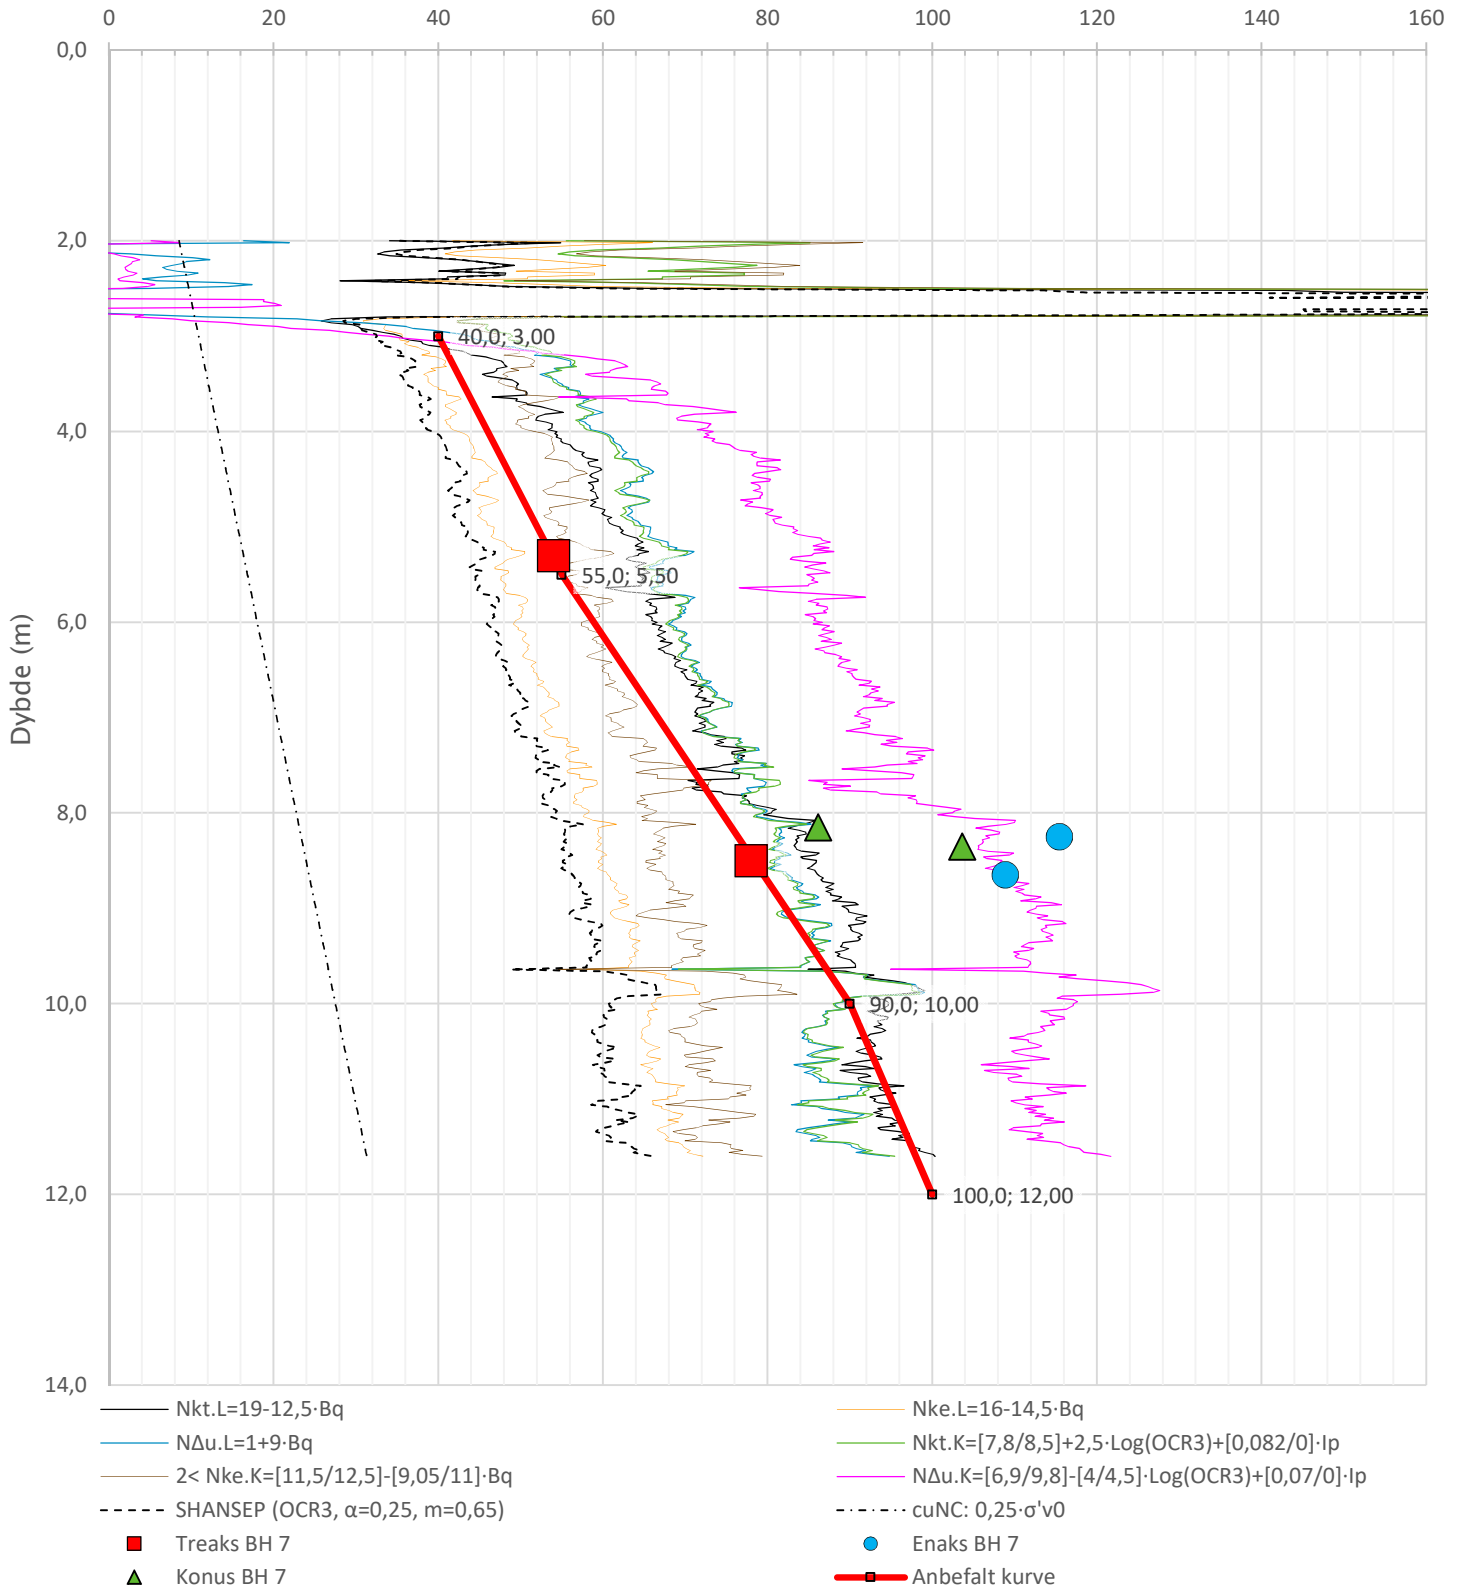 0 20 40 60 80 100 120 140 160
0,0
2,0
40,0; 3,00
4,0
55,0; 5,50
6,0
Dybde (m)
8,0
90,0; 10,00
10,0
100,0; 12,00
12,0
14,0
Nkt.L=19-12,5·Bq
Nke.L=16-14,5·Bq
NΔu.L=1+9·Bq
Nkt.K=[7,8/8,5]+2,5·Log(OCR3)+[0,082/0]·Ip
2< Nke.K=[11,5/12,5]-[9,05/11]·Bq
NΔu.K=[6,9/9,8]-[4/4,5]·Log(OCR3)+[0,07/0]·Ip
SHANSEP (OCR3, α=0,25, m=0,65)
cuNC: 0,25·σ'v0
Treaks BH 7
Enaks BH 7
Konus BH 7
Anbefalt kurve